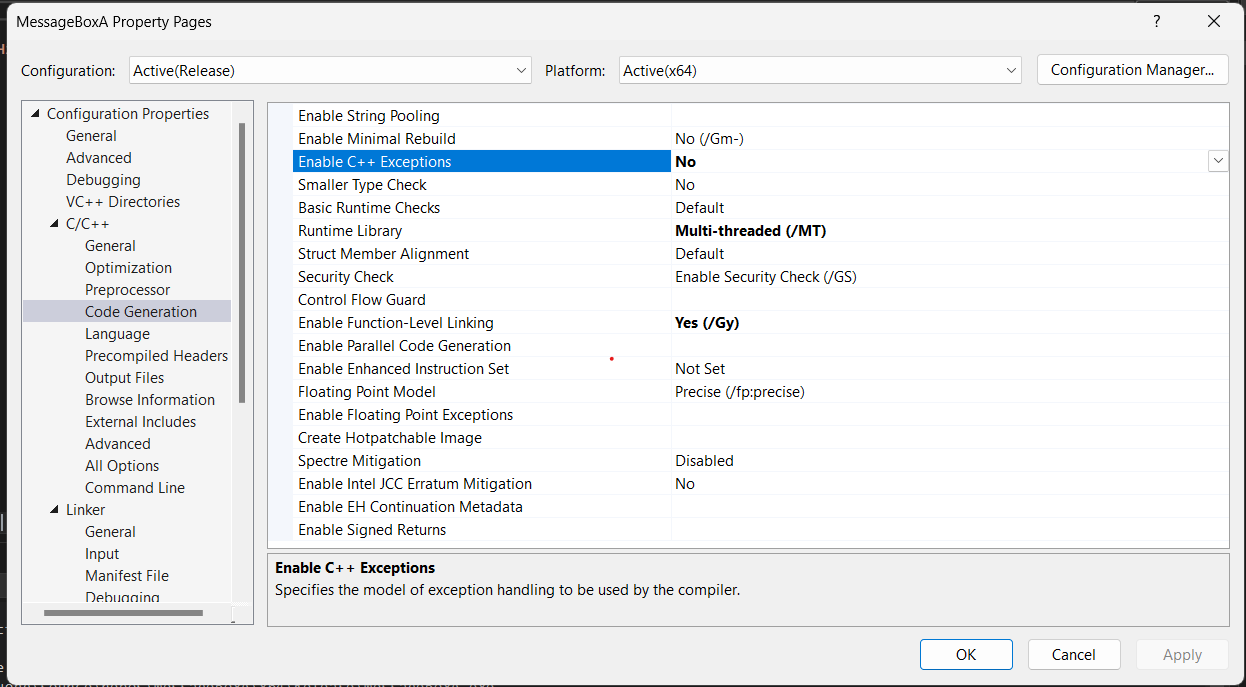 MessageBoxA Property Pages
?
Configuration: Active(Release) Platform: Active(x64) Configuration Manager...
Configuration Properties
General
Advanced
Debugging
VC++ Directories
C/C++
General
Optimization
Preprocessor
Code Generation
Language
Precompiled Headers
Output Files
Browse Information
External Includes
Advanced
All Options
Command Line
Linker
General
Input
Manifest File
Debugging
Enable String Pooling
Enable Minimal Rebuild No (/Gm-)
Enable C++ Exceptions No
Smaller Type Check No
Basic Runtime Checks Default
Runtime Library Multi-threaded (/MT)
Struct Member Alignment Default
Security Check Enable Security Check (/GS)
Control Flow Guard
Enable Function-Level Linking Yes (/Gy)
Enable Parallel Code Generation
Enable Enhanced Instruction Set Not Set
Floating Point Model Precise (/fp:precise)
Enable Floating Point Exceptions
Create Hotpatchable Image
Spectre Mitigation Disabled
Enable Intel JCC Erratum Mitigation No
Enable EH Continuation Metadata
Enable Signed Returns
Enable C++ Exceptions
Specifies the model of exception handling to be used by the compiler.
OK Cancel Apply